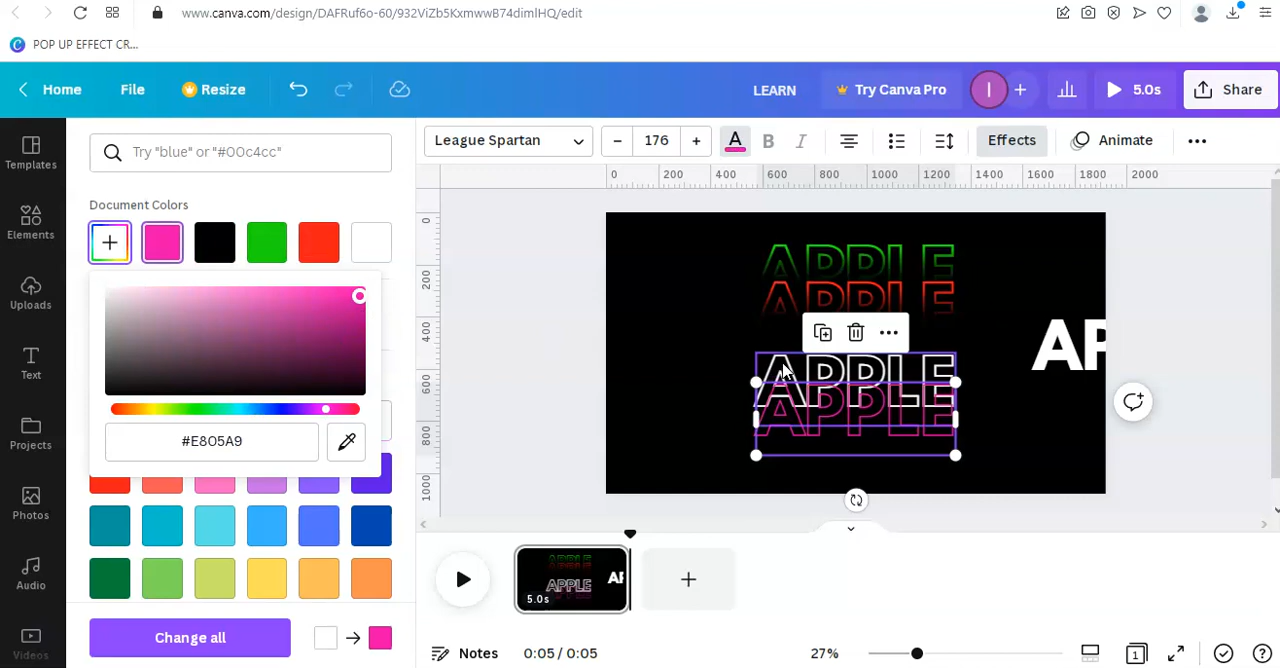 www.canva.com/design/DAFRuf6o-60/932ViZb5KxmwwB74dimlHQ/edit
POP UP EFFECT CR...
Home File Resize LEARN Try Canva Pro I + 5.0s Share
Templates
Elements
Uploads
Text
Projects
Photos
Audio
Videos
Try "blue" or "#00c4cc"
Document Colors
#E805A9
Change all
League Spartan – 176 + A B I Effects Animate
0 200 400 600 800 1000 1200 1400 1600 1800 2000
0
200
400
600
800
1000
APPLE
APPLE
AP
APPLE
APPLE
APPLE
AP
5.0s
Notes 0:05 / 0:05 27% 1